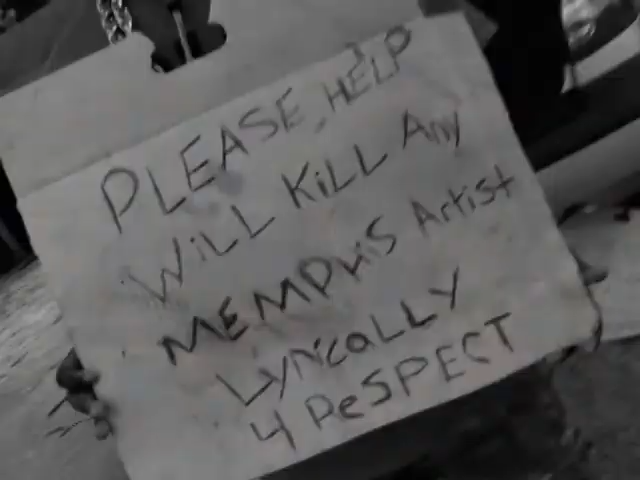 PLEASE, HELP
WiLL KiLL Any
MEMPHiS Artist
LyricaLLY
4 ReSPECT